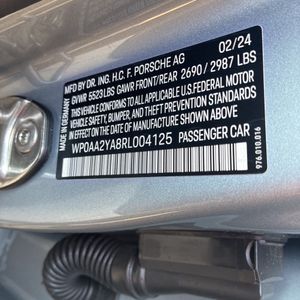 02/24
MFD BY DR. ING. H.C. F. PORSCHE AG
GVWR 5523LBS GAWR FRONT/REAR 2690 / 2987 LBS
THIS VEHICLE CONFORMS TO ALL APPLICABLE U.S.FEDERAL MOTOR
VEHICLE SAFETY, BUMPER, AND THEFT PREVENTION STANDARDS
IN EFFECT ON THE DATE OF MANUFACTURE SHOWN ABOVE
WP0AA2YA8RL004125 PASSENGER CAR
MADE IN GERMANY
976.010.016